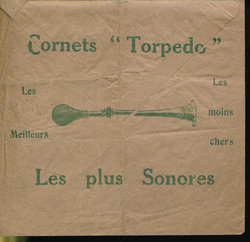 Cornets "Torpedo"
Les
Meilleurs
Les
moins
chers
Les plus Sonores